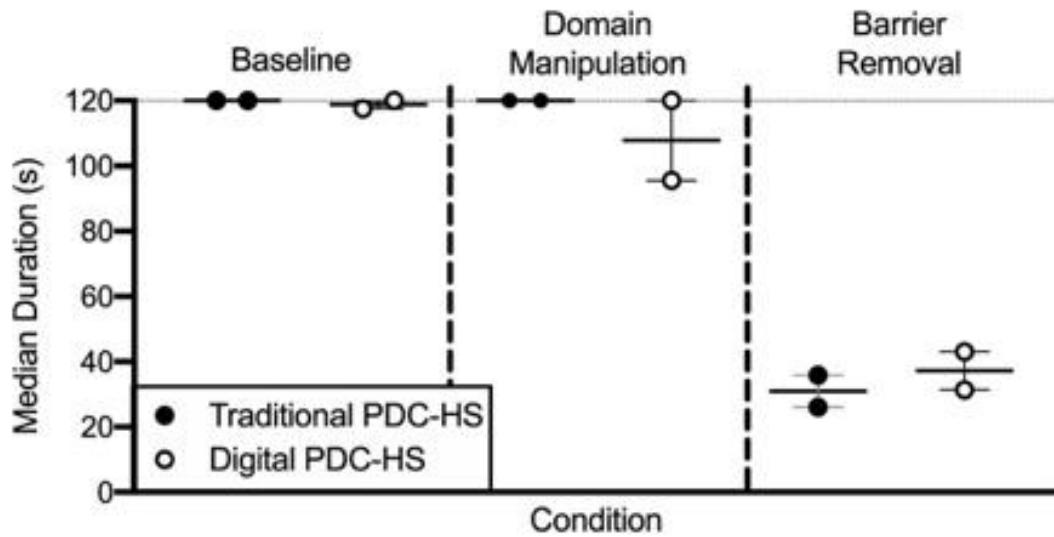 Baseline
Domain
Manipulation
Barrier
Removal
Median Duration (s)
120
100
80
60
40
20
0
Traditional PDC-HS
Digital PDC-HS
Condition